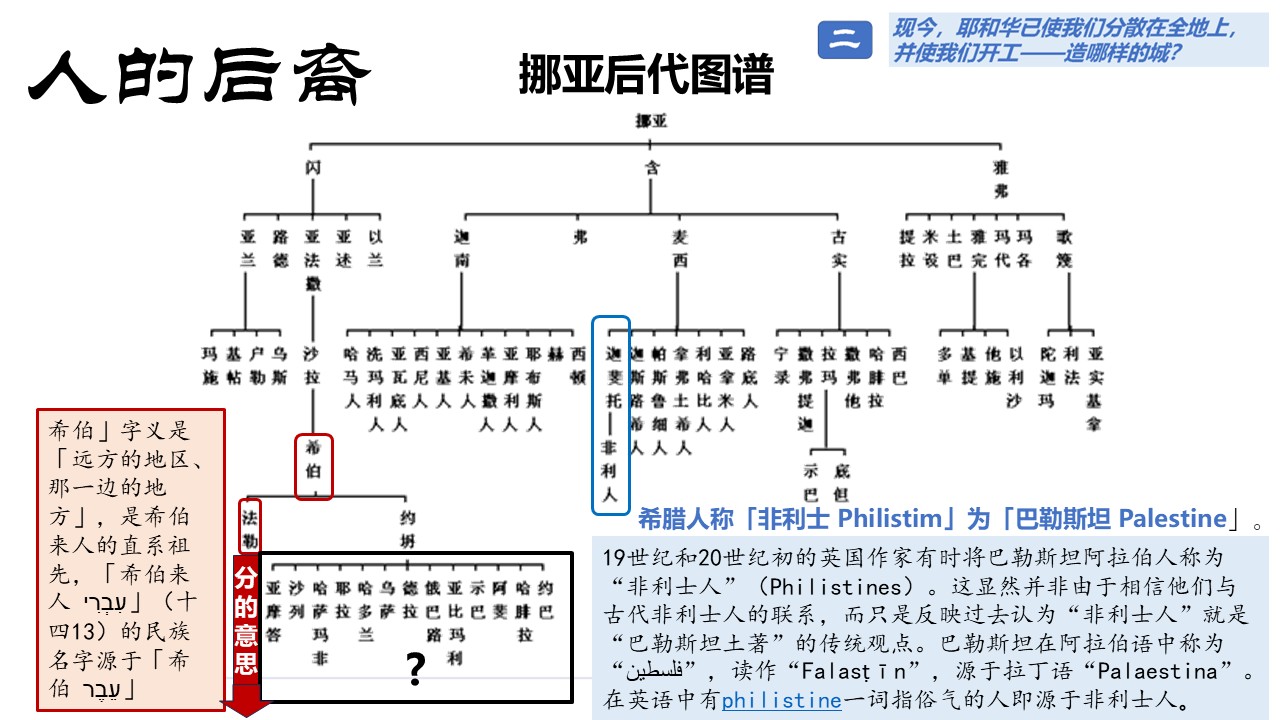 人的后裔
挪亚后代图谱
二
现今，耶和华已使我们分散在全地上，
并使我们开工——造哪样的城？
挪亚
闪
含
雅弗
亚兰
路德
亚法撒
亚述
以兰
迦南
弗
麦西
古实
提拉
米设
土巴
雅完
玛代
玛各
歌篾
玛施
基帖
户勒
乌斯
沙拉
哈马人
洗玛利人
亚瓦底人
西尼人
亚基人
希未人
革迦撒人
亚摩利人
耶布斯人
赫
西顿
迦斐托
迦斯路希人
帕斯鲁细人
拿弗土希人
利哈比人
亚拿米人
路底人
宁录
撒弗提迦
拉玛
撒弗他
哈腓拉
西巴
多单
基提
他施
以利沙
陀迦玛
利法
亚实基拿
希伯
非利人
示巴
底但
法勒
约坍
亚摩答
沙列
哈萨玛非
耶拉
哈多兰
乌萨
德拉
俄巴路
亚比玛利
示巴
阿斐
哈腓拉
约巴
?
分的意思
希伯」字义是
「远方的地区、
那一边的地
方」，是希伯
来人的直系祖
先，「希伯来
人 עִבְרִי」（十
四13）的民族
名字源于「希
伯 עֵבֶר」
希腊人称「非利士 Philistim」为「巴勒斯坦 Palestine」。
19世纪和20世纪初的英国作家有时将巴勒斯坦阿拉伯人称为
“非利士人”（Philistines）。这显然并非由于相信他们与
古代非利士人的联系，而只是反映过去认为“非利士人”就是
“巴勒斯坦土著”的传统观点。巴勒斯坦在阿拉伯语中称为
“فلسطين”，读作“Falasṭīn”，源于拉丁语“Palaestina”。
在英语中有philistine一词指俗气的人即源于非利士人。